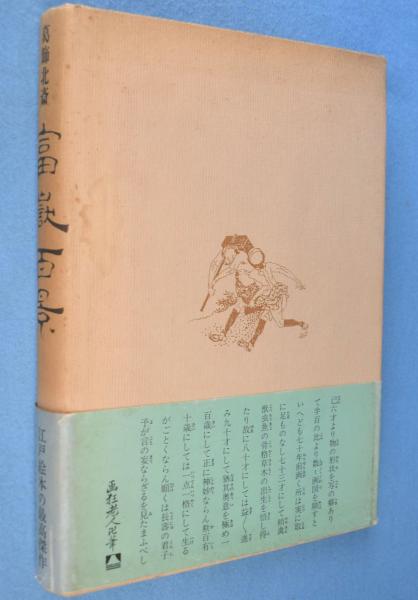 葛飾北斎
富嶽百景
江戸絵本の最高傑作
己六才より物の形状を写の癖あり
て半百の比より数〻画図を顕すと
いへども七十年前画く所は実に取
に足ものなし七十三才にして稍禽
獣虫魚の骨格草木の出生を悟し得
たり故に八十才にしては益〱進
み九十才にして猶其奥意を極め一
百歳にして正に神妙ならん歟百有
十歳にしては一点一格にして生る
がごとくならん願くは長寿の君子
予が言の妄ならざるを見たまふべし
画狂老人卍筆